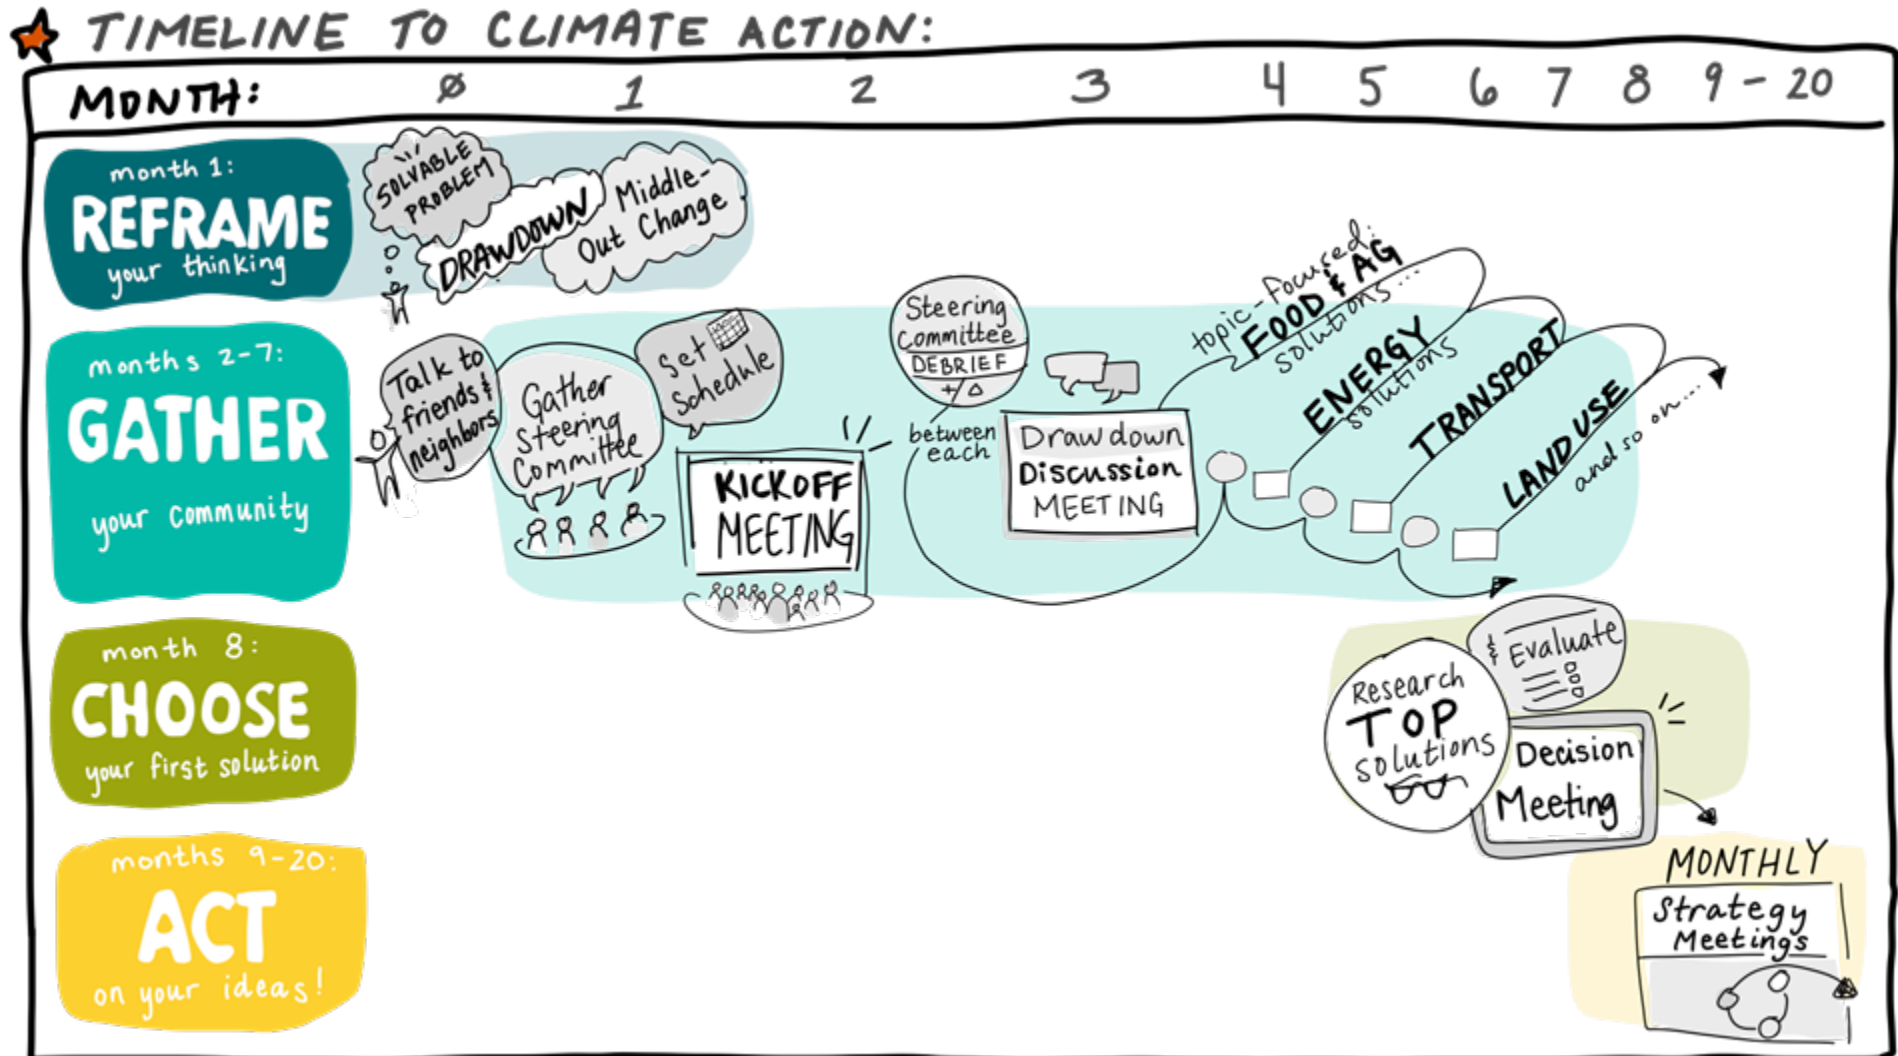 TIMELINE TO CLIMATE ACTION:
MONTH: 0 1 2 3 4 5 6 7 8 9 - 20
month 1:
REFRAME
your thinking
SOLVABLE
PROBLEM
DRAWDOWN
Middle-
Out Change
months 2-7:
GATHER
your community
Talk to
friends &
neighbors
Gather
Steering
Committee
Set
Schedule
KICKOFF
MEETING
Steering
Committee
DEBRIEF
+ Δ
between
each
Drawdown
Discussion
MEETING
topic-focused:
FOOD & AG
solutions...
ENERGY
solutions
TRANSPORT
LAND USE
and so on...
month 8:
CHOOSE
your first solution
Research
TOP
solutions
& Evaluate
Decision
Meeting
months 9-20:
ACT
on your ideas!
MONTHLY
Strategy
Meetings